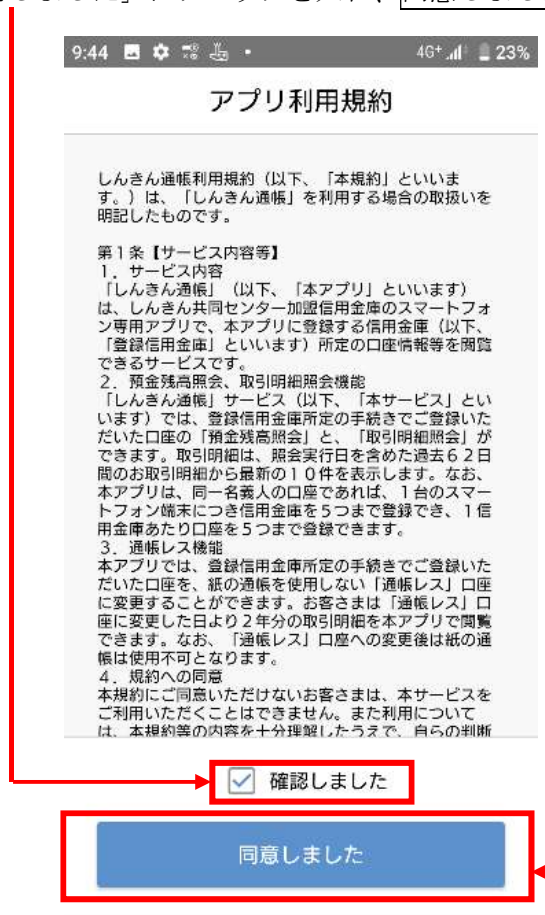 9:44 4G+ 23%
アプリ利用規約
しんきん通帳利用規約（以下、「本規約」といいま
す。）は、「しんきん通帳」を利用する場合の取扱いを
明記したものです。
第１条【サービス内容等】
１．サービス内容
「しんきん通帳」（以下、「本アプリ」といいます）
は、しんきん共同センター加盟信用金庫のスマートフォ
ン専用アプリで、本アプリに登録する信用金庫（以下、
「登録信用金庫」といいます）所定の口座情報等を閲覧
できるサービスです。
２．預金残高照会、取引明細照会機能
「しんきん通帳」サービス（以下、「本サービス」とい
います）では、登録信用金庫所定の手続きでご登録いた
だいた口座の「預金残高照会」と、「取引明細照会」が
できます。取引明細は、照会実行日を含めた過去６２日
間のお取引明細から最新の１０件を表示します。なお、
本アプリは、同一名義人の口座であれば、１台のスマー
トフォン端末につき信用金庫を５つまで登録でき、１信
用金庫あたり口座を５つまで登録できます。
３．通帳レス機能
本アプリでは、登録信用金庫所定の手続きでご登録いた
だいた口座を、紙の通帳を使用しない「通帳レス」口座
に変更することができます。お客さまは「通帳レス」口
座に変更した日より２年分の取引明細を本アプリで閲覧
できます。なお、「通帳レス」口座への変更後は紙の通
帳は使用不可となります。
４．規約への同意
本規約にご同意いただけないお客さまは、本サービスを
ご利用いただくことはできません。また利用について
は、本規約等の内容を十分理解したうえで、自らの判断
確認しました
同意しました